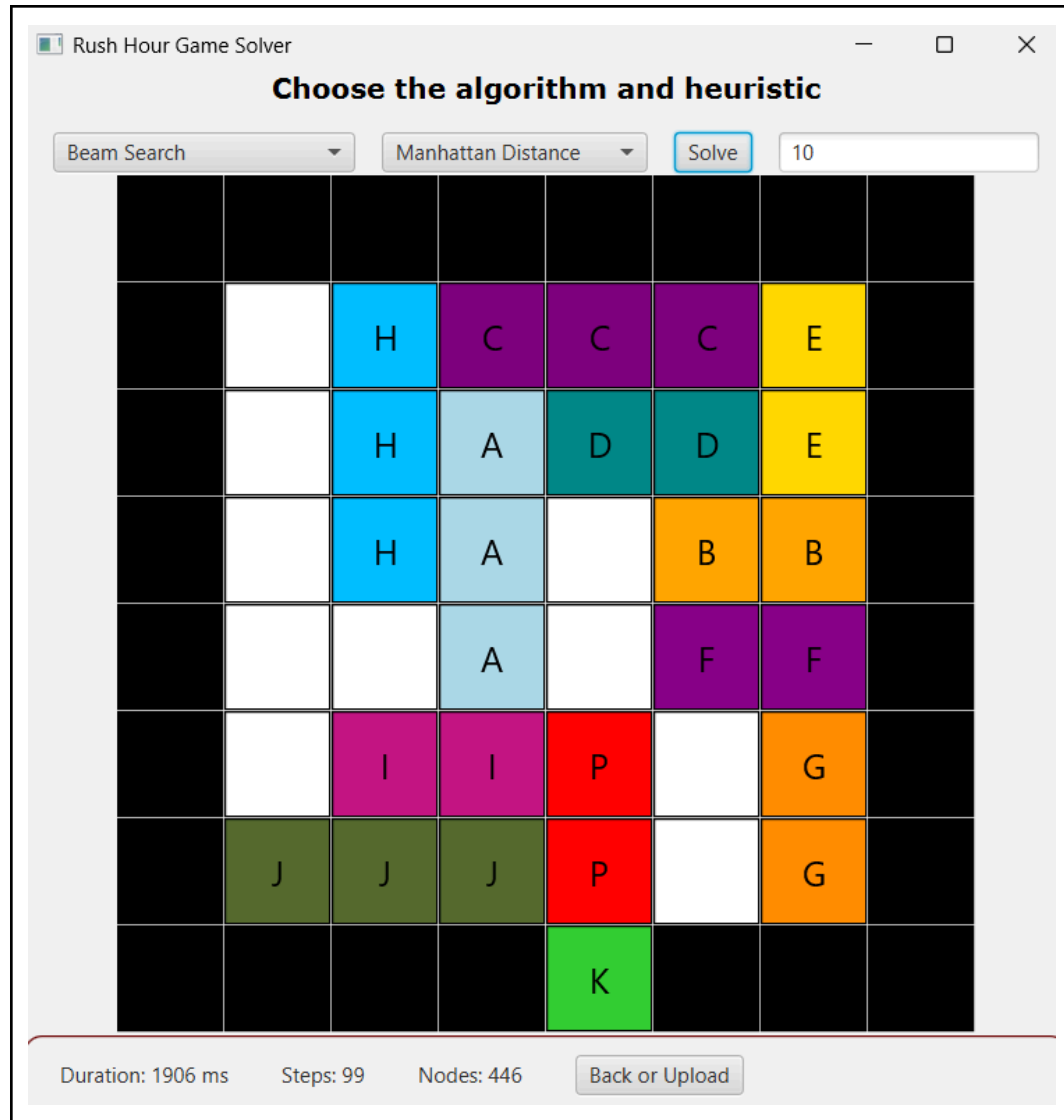 Rush Hour Game Solver
Choose the algorithm and heuristic
Beam Search Manhattan Distance Solve 10
H C C C E
H A D D E
H A B B
A F F
I I P G
J J J P G
K
Duration: 1906 ms Steps: 99 Nodes: 446 Back or Upload